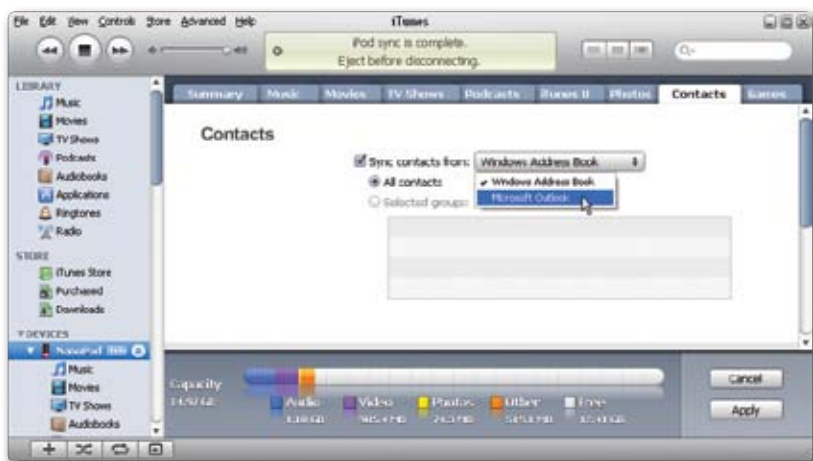 File Edit View Controls Store Advanced Help
iTunes
iPod sync is complete.
Eject before disconnecting.
LIBRARY
Music
Movies
TV Shows
Podcasts
Audiobooks
Applications
Ringtones
Radio
STORE
iTunes Store
Purchased
Downloads
DEVICES
NanoPod
Music
Movies
TV Shows
Audiobooks
Summary Music Movies TV Shows Podcasts iTunes U Photos Contacts Games
Contacts
Sync contacts from: Windows Address Book
All contacts
Windows Address Book
Selected groups:
Microsoft Outlook
Capacity
Audio Video Photos Other Free
Cancel
Apply